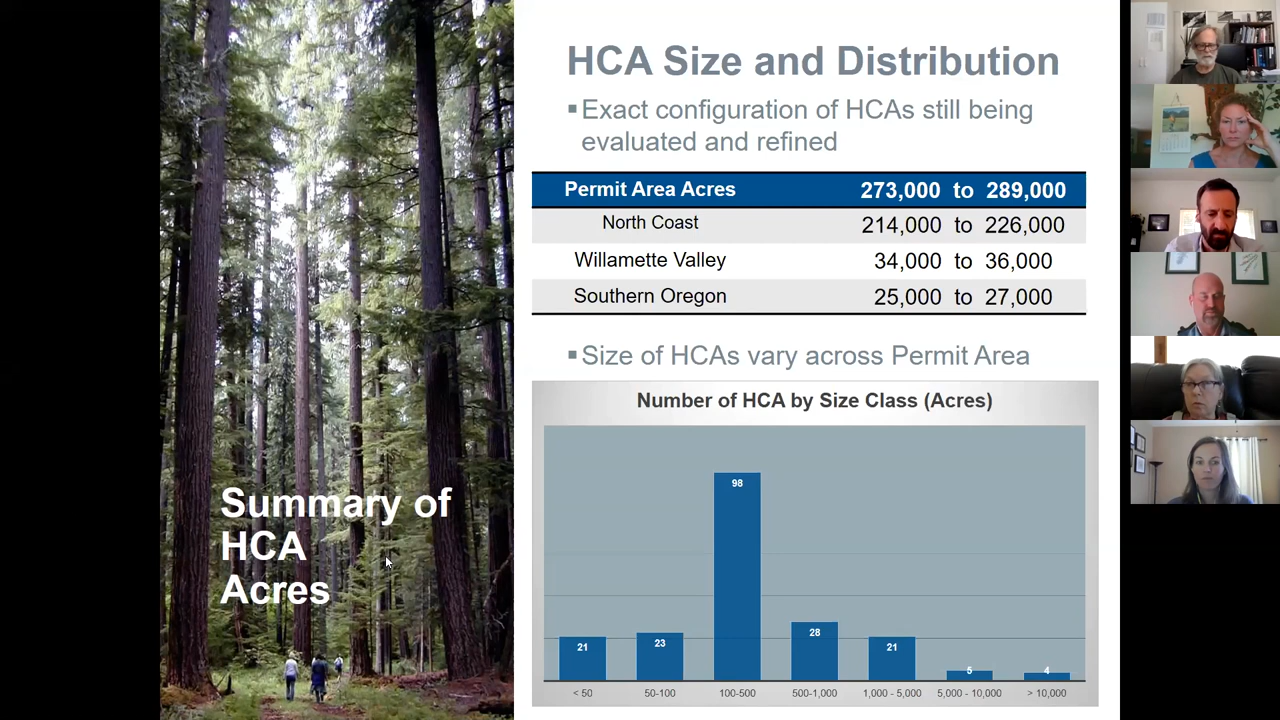 Summary of
HCA
Acres
HCA Size and Distribution
▪Exact configuration of HCAs still being
evaluated and refined
Permit Area Acres 273,000 to 289,000
North Coast 214,000 to 226,000
Willamette Valley 34,000 to 36,000
Southern Oregon 25,000 to 27,000
▪Size of HCAs vary across Permit Area
Number of HCA by Size Class (Acres)
21 23 98 28 21 5 4
< 50 50-100 100-500 500-1,000 1,000 - 5,000 5,000 - 10,000 > 10,000